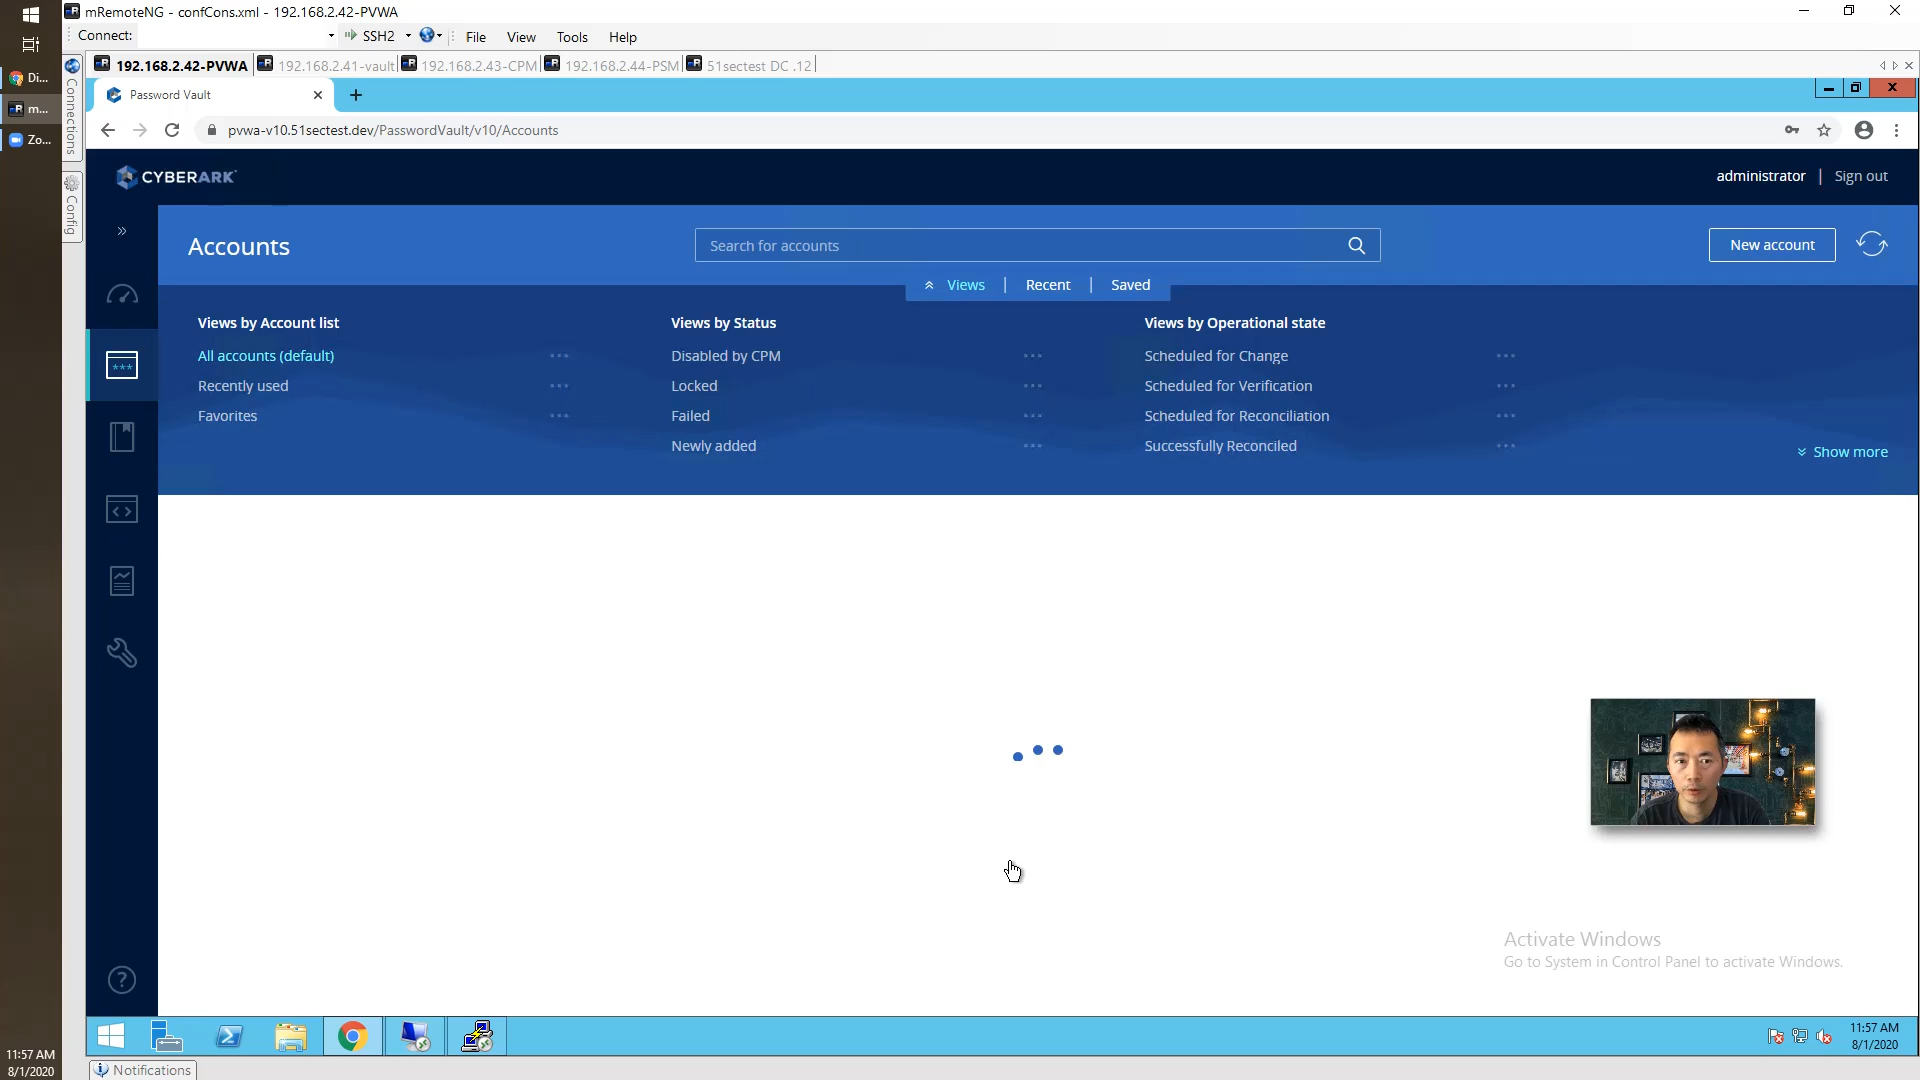 mRemoteNG - confCons.xml - 192.168.2.42-PVWA
Connect:
SSH2
File View Tools Help
192.168.2.42-PVWA 192.168.2.41-vault 192.168.2.43-CPM 192.168.2.44-PSM 51sectest DC .12
Di...
m...
Zo...
Connections
Config
Password Vault
pvwa-v10.51sectest.dev/PasswordVault/v10/Accounts
CYBERARK
administrator | Sign out
Accounts
Search for accounts
New account
Views | Recent | Saved
Views by Account list
All accounts (default)
Recently used
Favorites
Views by Status
Disabled by CPM
Locked
Failed
Newly added
Views by Operational state
Scheduled for Change
Scheduled for Verification
Scheduled for Reconciliation
Successfully Reconciled
Show more
Activate Windows
Go to System in Control Panel to activate Windows.
11:57 AM
8/1/2020
11:57 AM
8/1/2020
Notifications